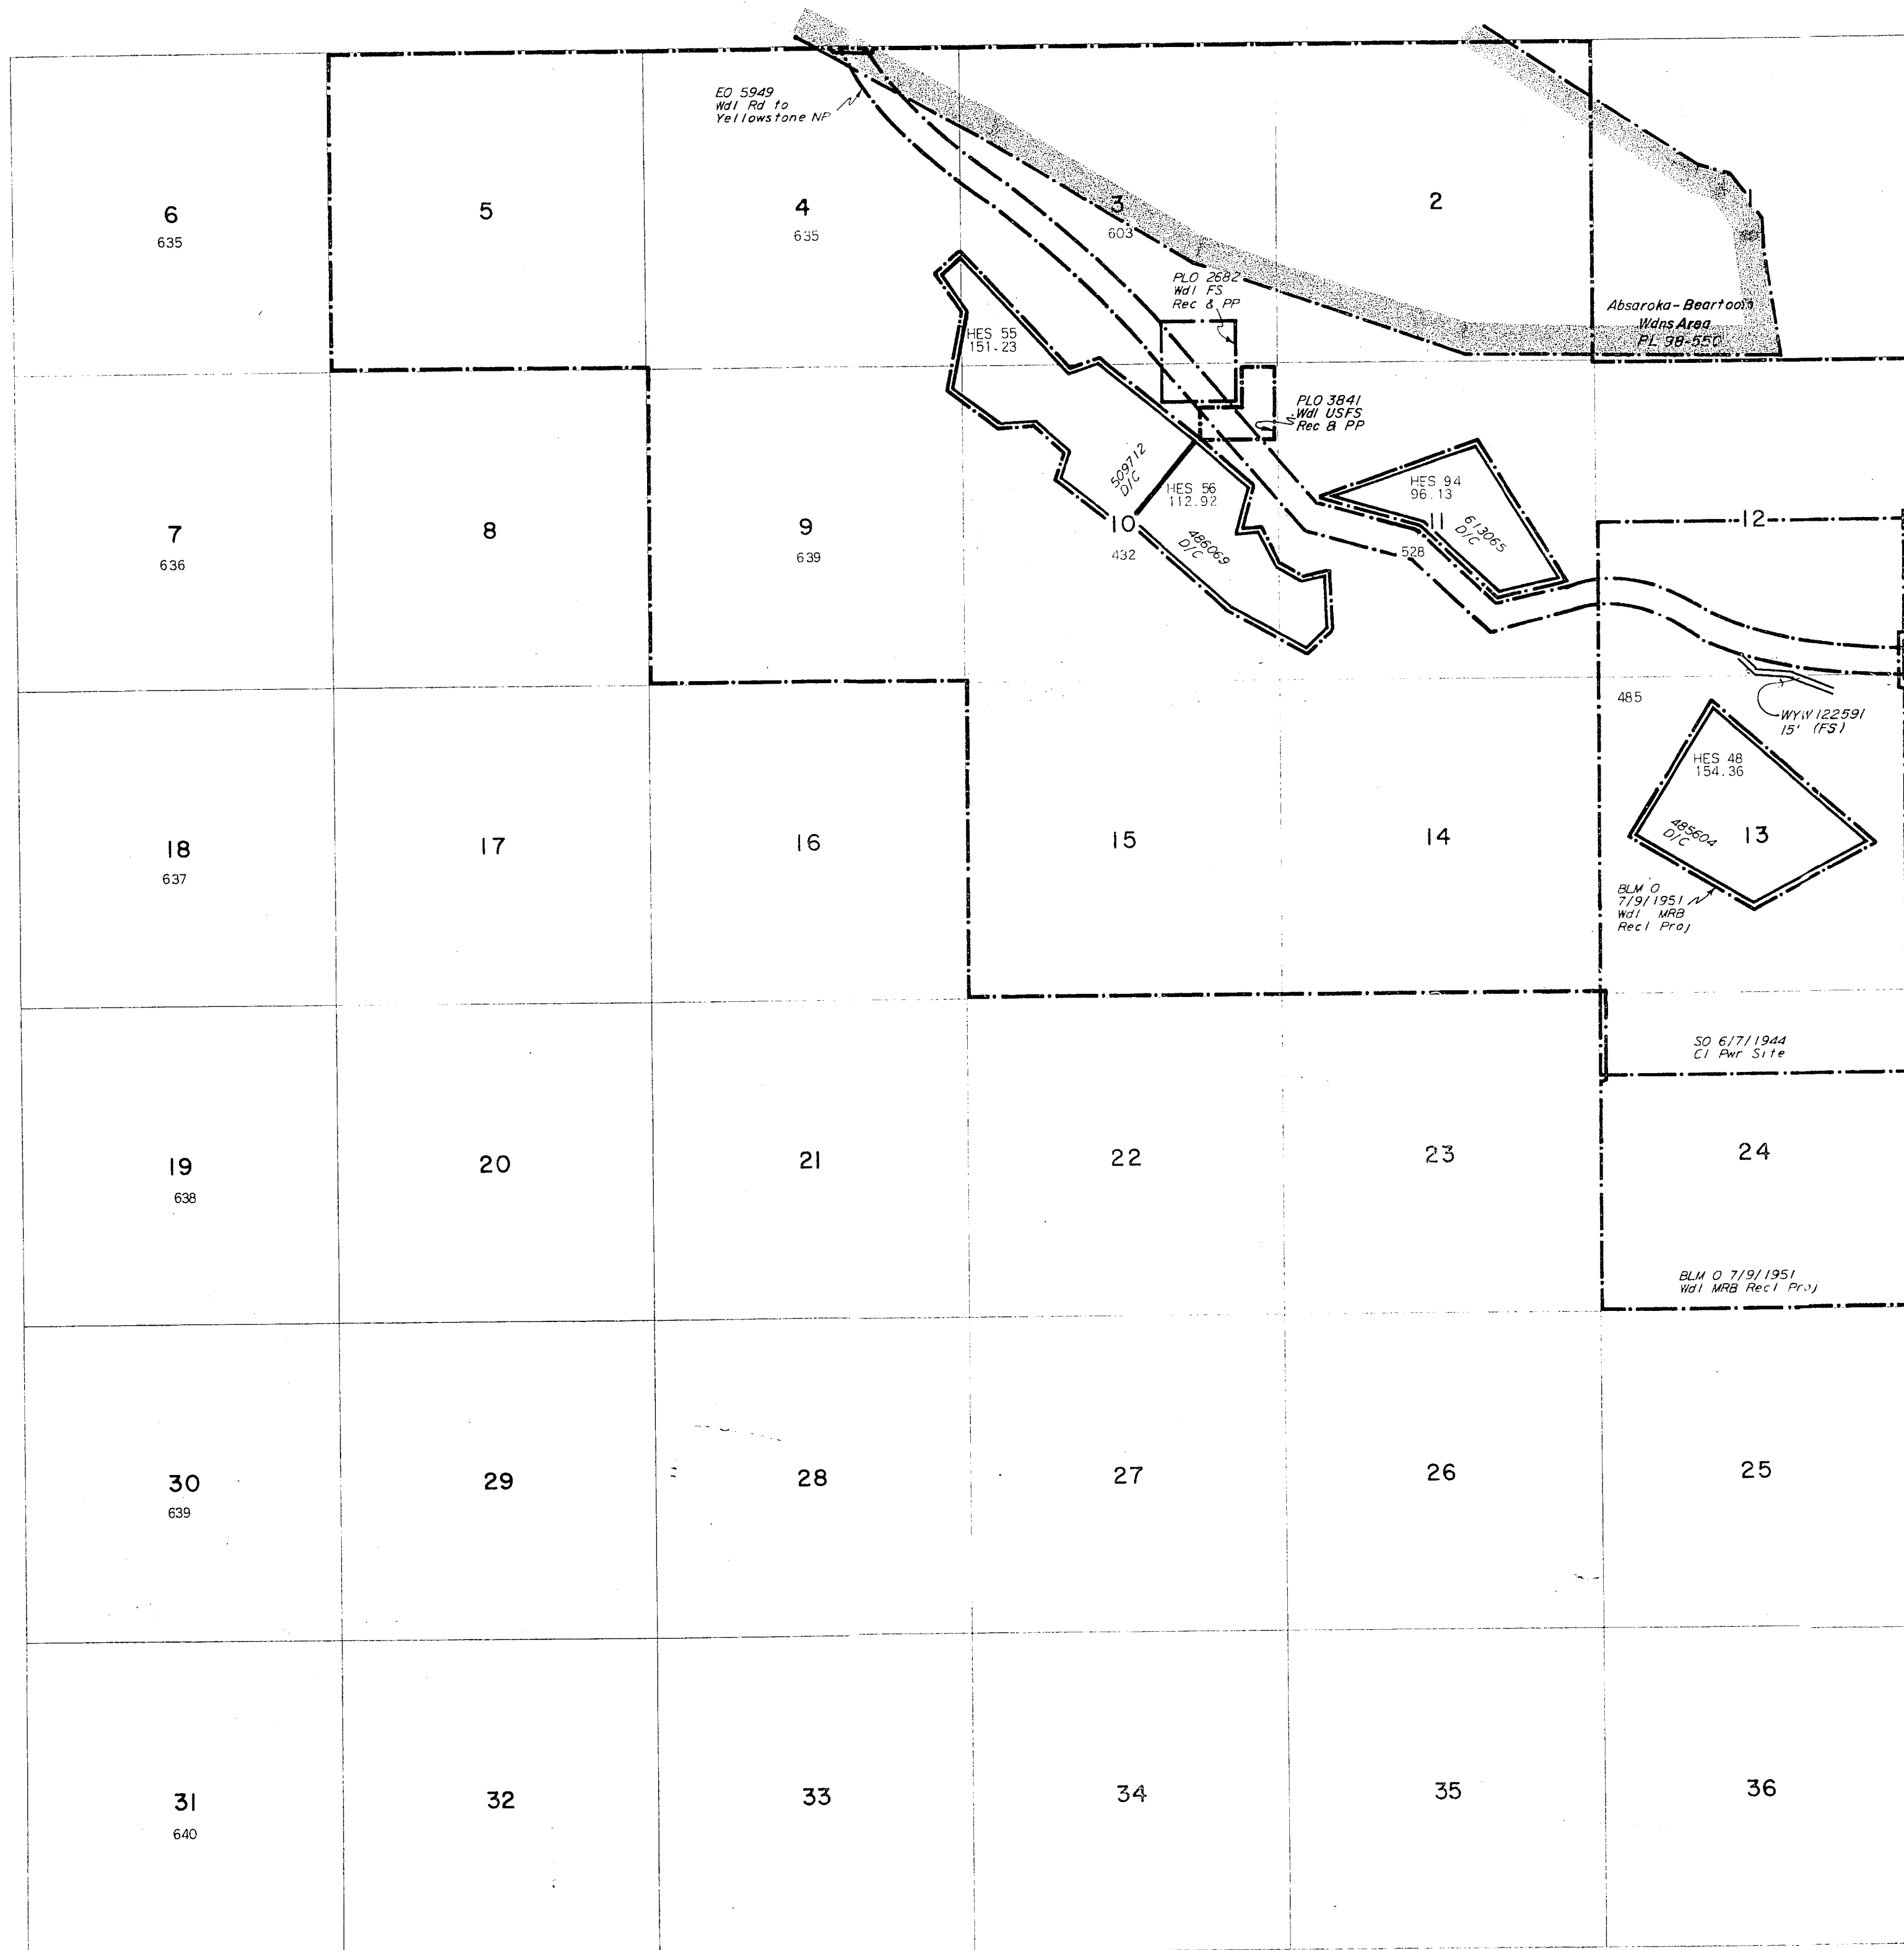 EO 5949
Wdl Rd to
Yellowstone NP
6
635
5
4
635
3
603
2
1
PLO 2682
Wdl FS
Rec & PP
Absaroka-Beartooth
Wdns Area
PL 98-550
HES 55
151.23
PLO 3841
Wdl USFS
Rec & PP
7
636
8
9
639
509712
D/C
HES 56
112.92
10
432
486069
D/C
HES 94
96.13
11
613065
D/C
528
12
485
WYW 122591
15' (FS)
HES 48
154.36
18
637
17
16
15
14
485604
D/C
13
BLM O
7/9/1951
Wdl MRB
Recl Proj
SO 6/7/1944
Cl Pwr Site
19
638
20
21
22
23
24
BLM O 7/9/1951
Wdl MRB Recl Proj
30
639
29
28
27
26
25
31
640
32
33
34
35
36